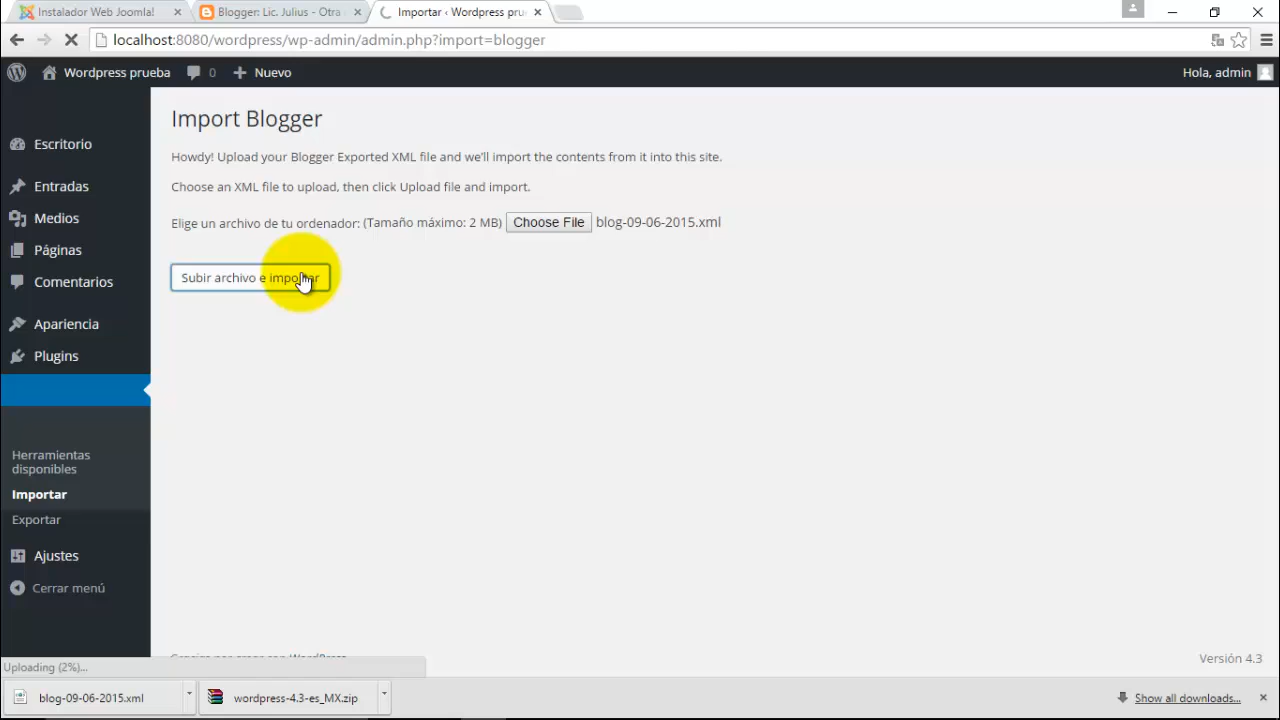 Instalador Web Joomla!
Blogger: Lic. Julius - Otra
Importar ‹ Wordpress pru
localhost:8080/wordpress/wp-admin/admin.php?import=blogger
Wordpress prueba 0 Nuevo
Hola, admin
Escritorio
Entradas
Medios
Páginas
Comentarios
Apariencia
Plugins
Herramientas
disponibles
Importar
Exportar
Ajustes
Cerrar menú
Import Blogger
Howdy! Upload your Blogger Exported XML file and we'll import the contents from it into this site.
Choose an XML file to upload, then click Upload file and import.
Elige un archivo de tu ordenador: (Tamaño máximo: 2 MB) Choose File blog-09-06-2015.xml
Subir archivo e importar
WordPress
Versión 4.3
Uploading (2%)...
blog-09-06-2015.xml
wordpress-4.3-es_MX.zip
Show all downloads...